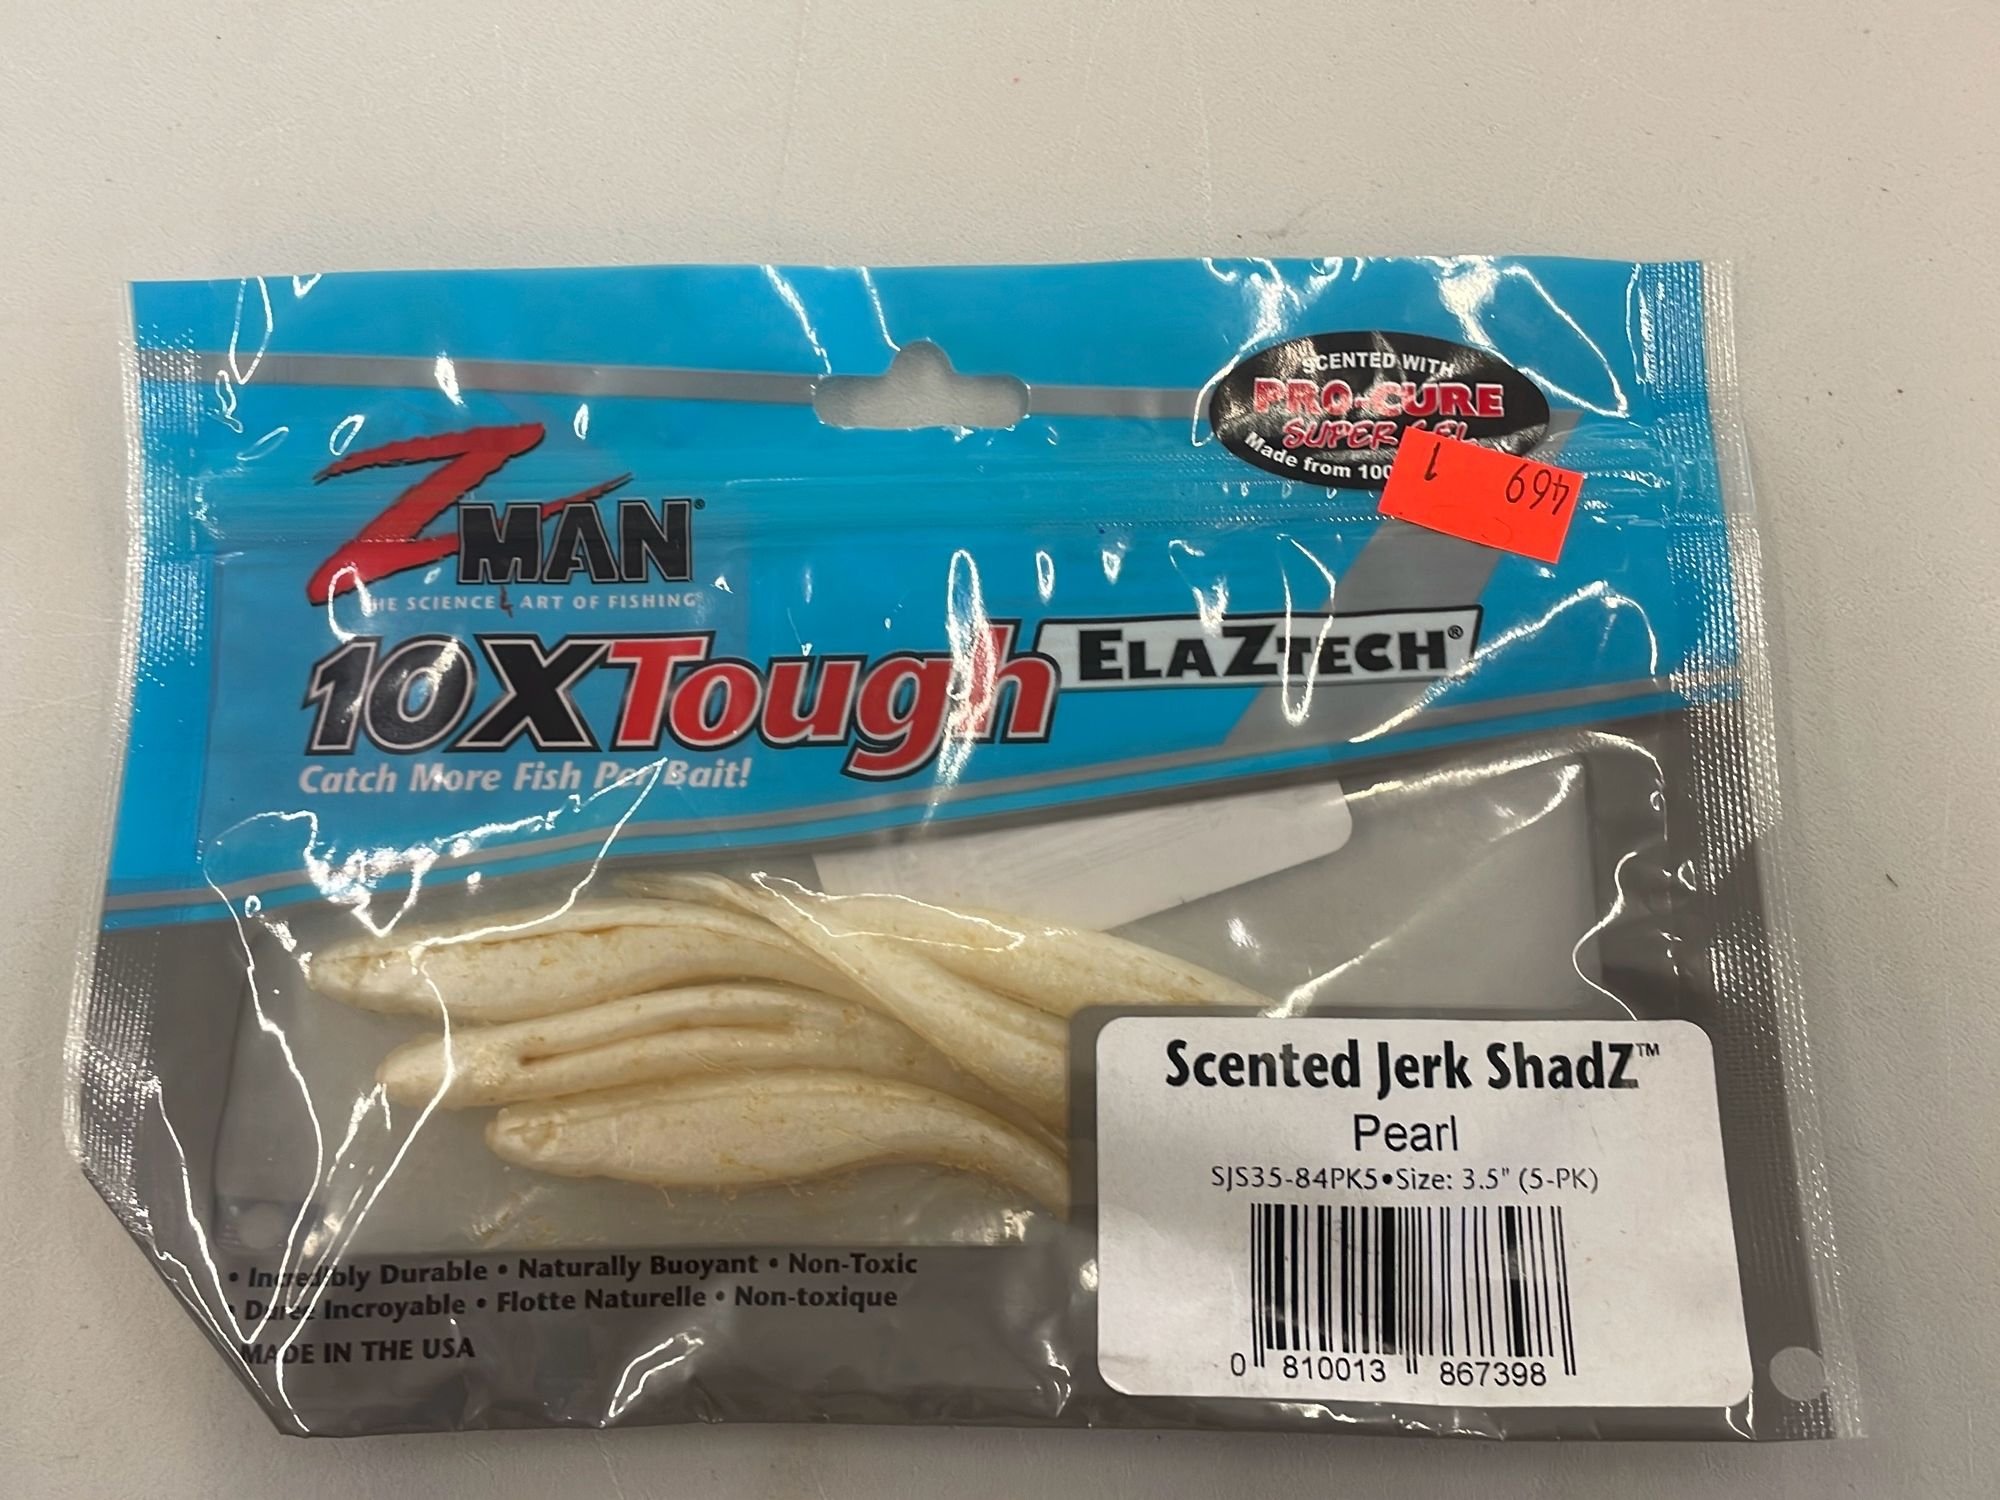 SCENTED WITH
PRO-CURE
SUPER GEL
Made from 100
469 1
ZMAN®
THE SCIENCE & ART OF FISHING®
10XTough ELAZTECH®
Catch More Fish Per Bait!
Scented Jerk ShadZ™
Pearl
SJS35-84PK5•Size: 3.5" (5-PK)
0 810013 867398
• Incredibly Durable • Naturally Buoyant • Non-Toxic
• Durée Incroyable • Flotte Naturelle • Non-toxique
MADE IN THE USA